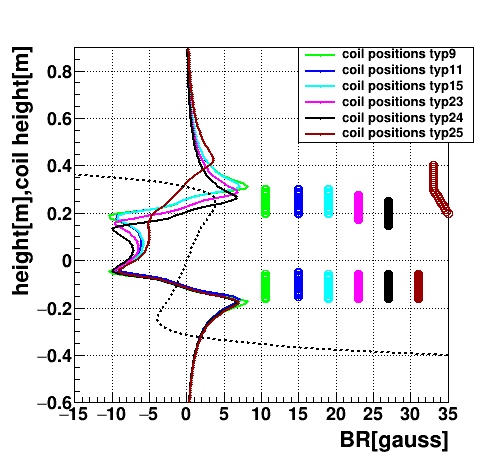 coil positions typ9
coil positions typ11
coil positions typ15
coil positions typ23
coil positions typ24
coil positions typ25
height[m],coil height[m]
0.8
0.6
0.4
0.2
0
−0.2
−0.4
−0.6
−15 −10 −5 0 5 10 15 20 25 30 35
BR[gauss]